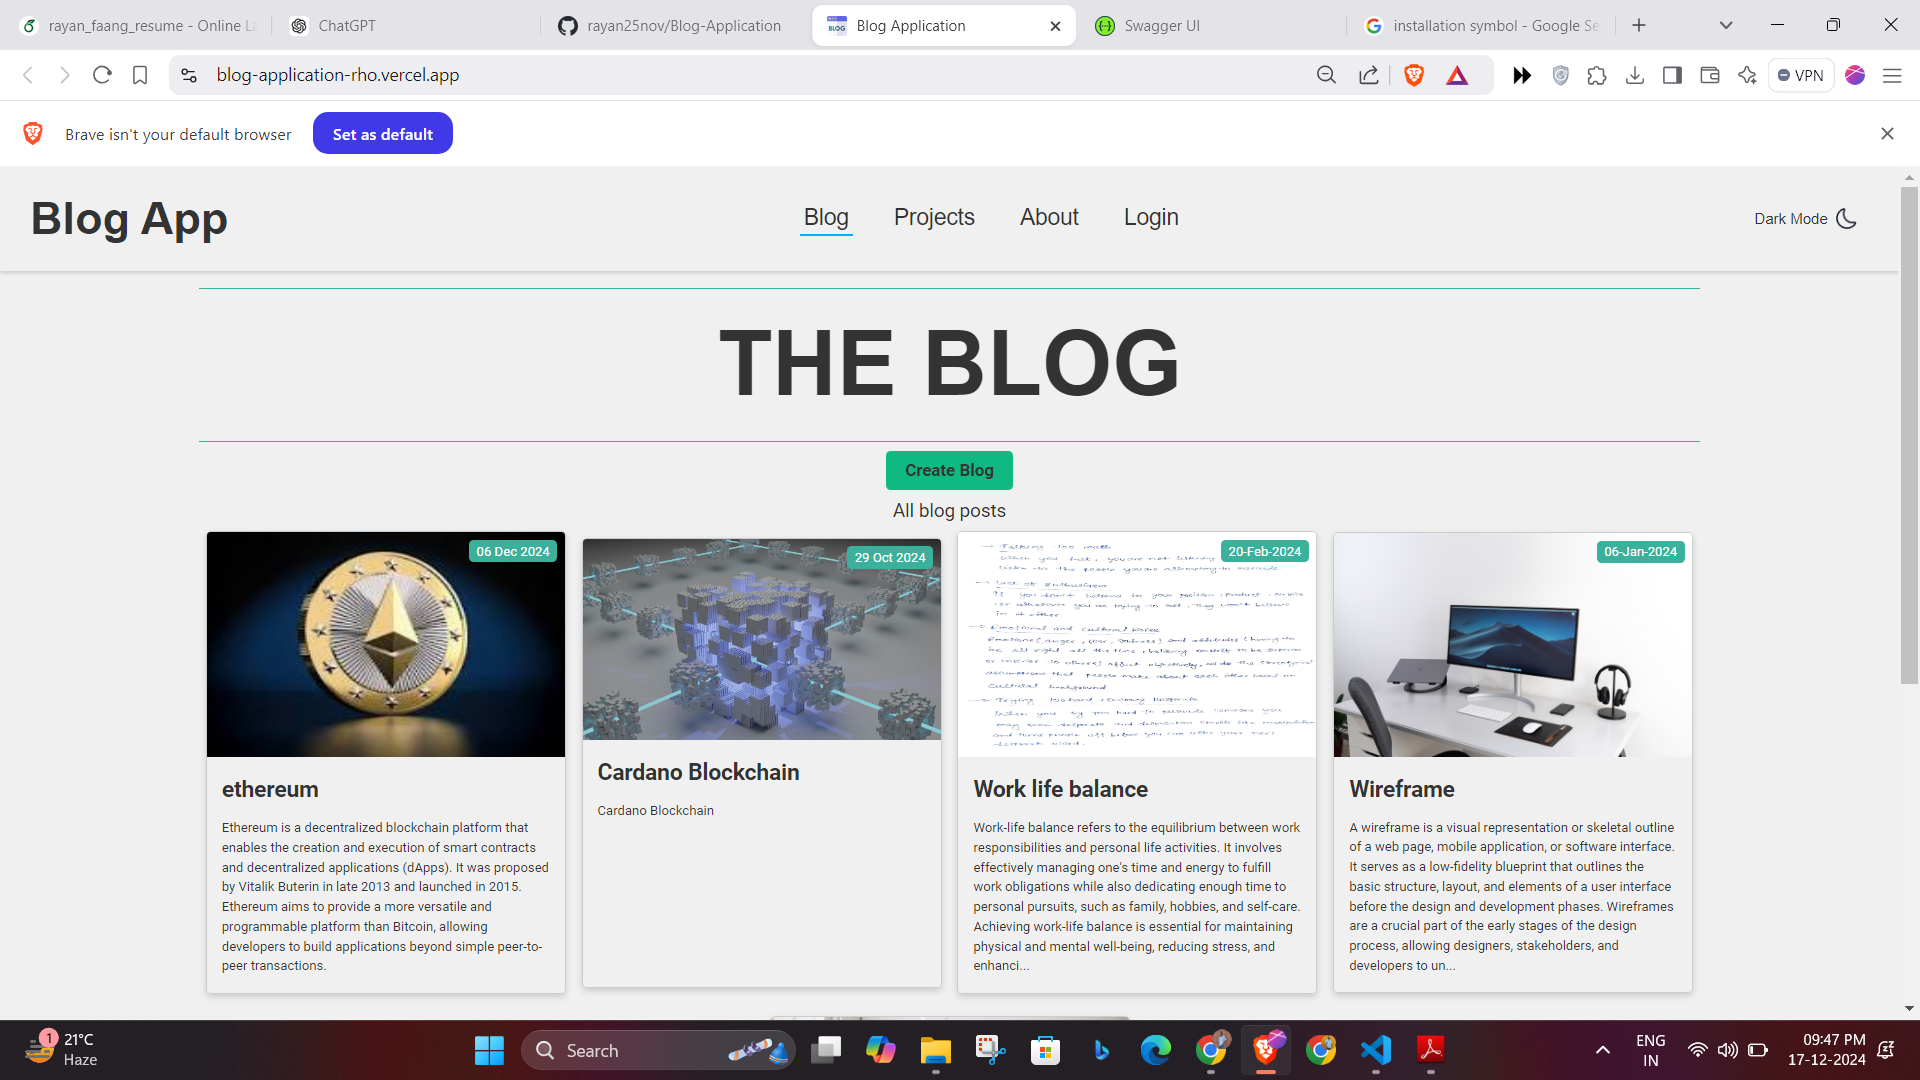 rayan_faang_resume - Online La
ChatGPT
rayan25nov/Blog-Application
Blog Application
Swagger UI
installation symbol - Google Se
blog-application-rho.vercel.app
VPN
Brave isn't your default browser
Set as default
Blog App
Blog
Projects
About
Login
Dark Mode
THE BLOG
Create Blog
All blog posts
06 Dec 2024
ethereum
Ethereum is a decentralized blockchain platform that
enables the creation and execution of smart contracts
and decentralized applications (dApps). It was proposed
by Vitalik Buterin in late 2013 and launched in 2015.
Ethereum aims to provide a more versatile and
programmable platform than Bitcoin, allowing
developers to build applications beyond simple peer-to-
peer transactions.
29 Oct 2024
Cardano Blockchain
Cardano Blockchain
20-Feb-2024
Lack of Enthusiasm
Emotional and cultural
cultural background
Work life balance
Work-life balance refers to the equilibrium between work
responsibilities and personal life activities. It involves
effectively managing one's time and energy to fulfill
work obligations while also dedicating enough time to
personal pursuits, such as family, hobbies, and self-care.
Achieving work-life balance is essential for maintaining
physical and mental well-being, reducing stress, and
enhanci...
06-Jan-2024
Wireframe
A wireframe is a visual representation or skeletal outline
of a web page, mobile application, or software interface.
It serves as a low-fidelity blueprint that outlines the
basic structure, layout, and elements of a user interface
before the design and development phases. Wireframes
are a crucial part of the early stages of the design
process, allowing designers, stakeholders, and
developers to un...
1
21°C
Haze
Search
ENG
IN
09:47 PM
17-12-2024